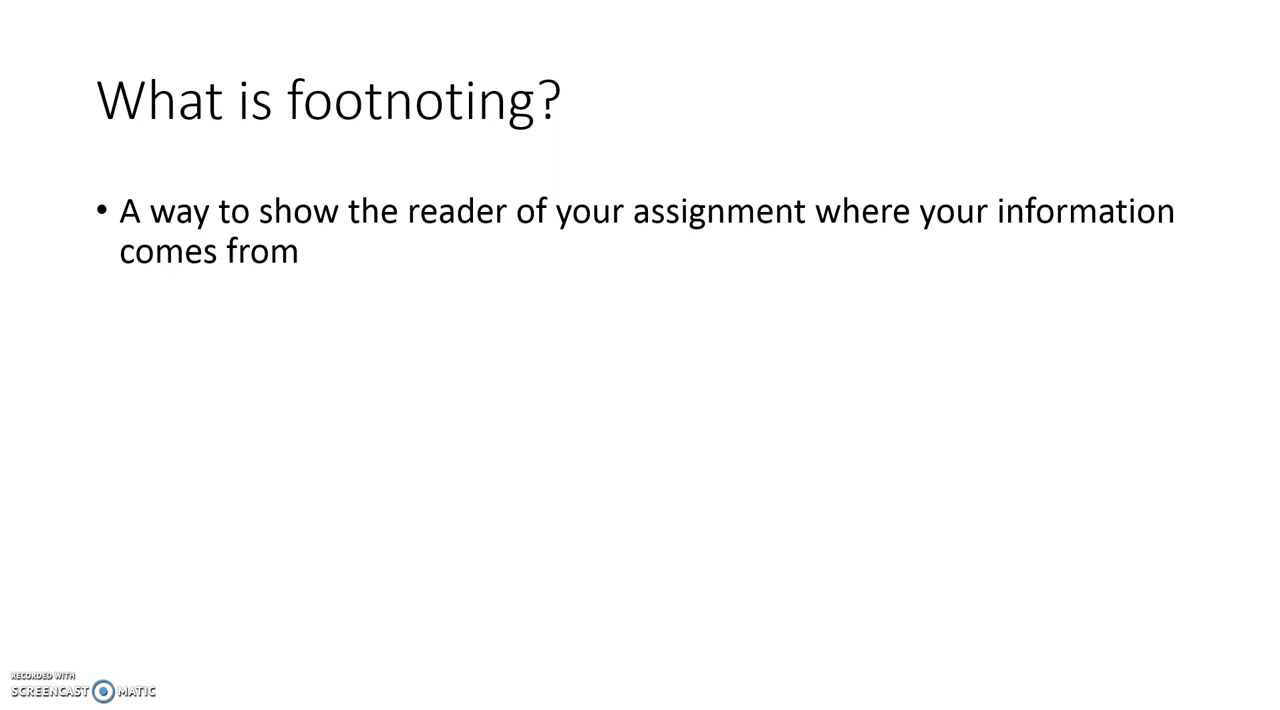 What is footnoting?
• A way to show the reader of your assignment where your information
comes from
RECORDED WITH
SCREENCAST MATIC